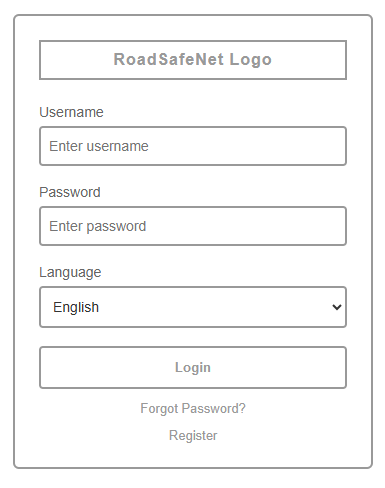 RoadSafeNet Logo
Username
Enter username
Password
Enter password
Language
English
Login
Forgot Password?
Register